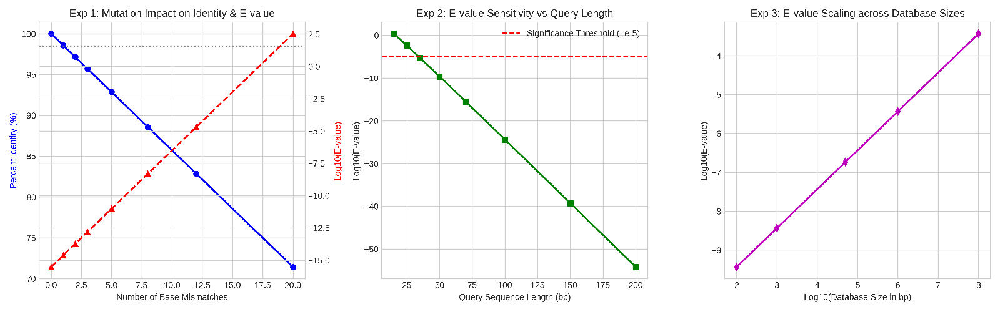 Exp 1: Mutation Impact on Identity & E-value
100
95
90
85
80
75
70
Percent Identity (%)
2.5
0.0
−2.5
−5.0
−7.5
−10.0
−12.5
−15.0
Log10(E-value)
0.0 2.5 5.0 7.5 10.0 12.5 15.0 17.5 20.0
Number of Base Mismatches
Exp 2: E-value Sensitivity vs Query Length
Significance Threshold (1e-5)
0
−10
−20
−30
−40
−50
Log10(E-value)
25 50 75 100 125 150 175 200
Query Sequence Length (bp)
Exp 3: E-value Scaling across Database Sizes
−4
−5
−6
−7
−8
−9
Log10(E-value)
2 3 4 5 6 7 8
Log10(Database Size in bp)